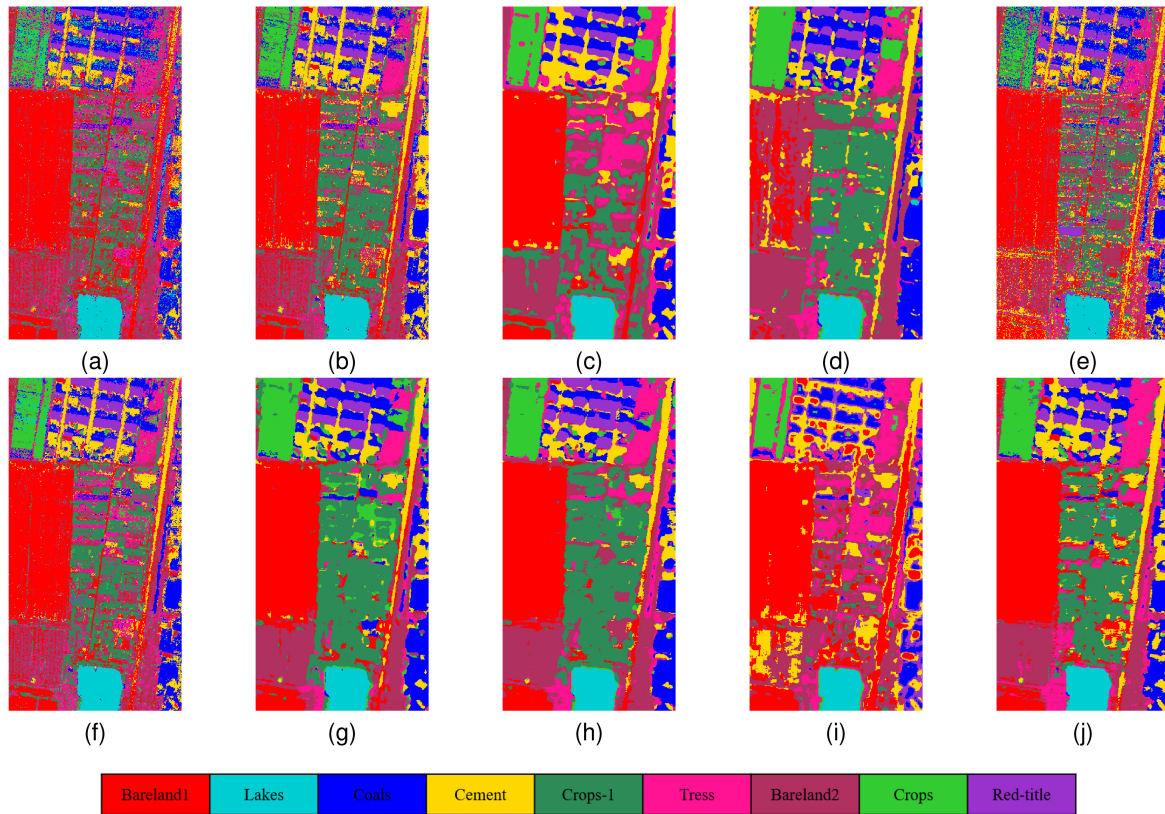 (a) (b) (c) (d) (e)
(f) (g) (h) (i) (j)
Bareland1 Lakes Coals Cement Crops-1 Tress Bareland2 Crops Red-title